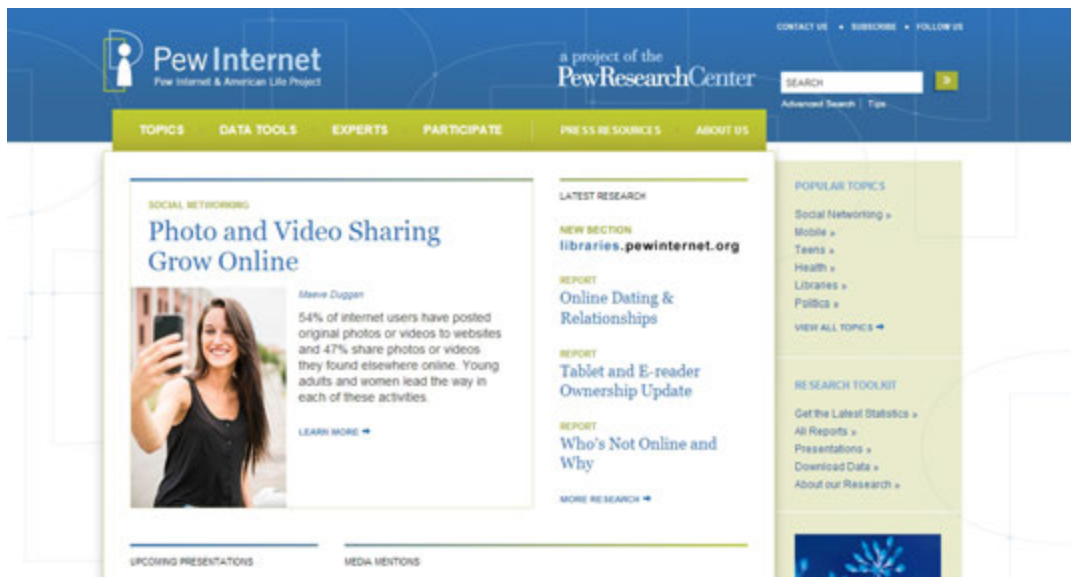 CONTACT US • SUBSCRIBE • FOLLOW US
Pew Internet
Pew Internet & American Life Project
a project of the
PewResearchCenter
SEARCH
»
Advanced Search | Tips
TOPICS DATA TOOLS EXPERTS PARTICIPATE PRESS RESOURCES ABOUT US
SOCIAL NETWORKING
Photo and Video Sharing
Grow Online
Maeve Duggan
54% of internet users have posted
original photos or videos to websites
and 47% share photos or videos
they found elsewhere online. Young
adults and women lead the way in
each of these activities.
LEARN MORE ➜
LATEST RESEARCH
NEW SECTION
libraries.pewinternet.org
REPORT
Online Dating &
Relationships
REPORT
Tablet and E-reader
Ownership Update
REPORT
Who's Not Online and
Why
MORE RESEARCH ➜
POPULAR TOPICS
Social Networking »
Mobile »
Teens »
Health »
Libraries »
Politics »
VIEW ALL TOPICS ➜
RESEARCH TOOLKIT
Get the Latest Statistics »
All Reports »
Presentations »
Download Data »
About our Research »
UPCOMING PRESENTATIONS
MEDIA MENTIONS